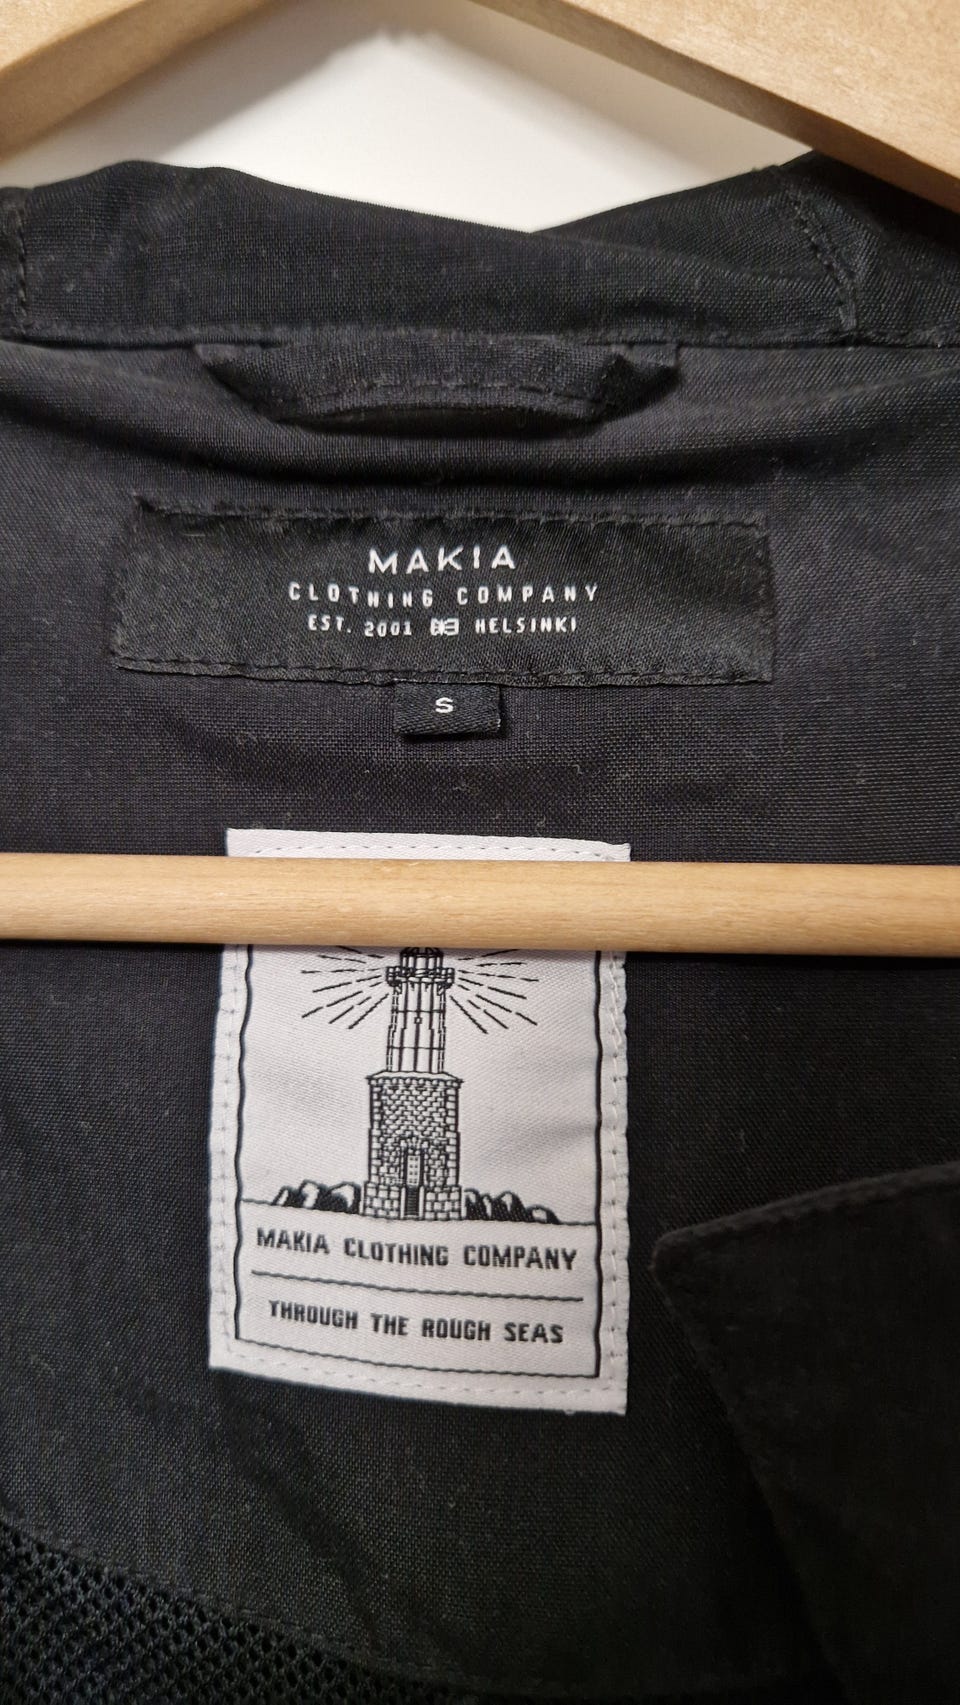 MAKIA
CLOTHING COMPANY
EST. 2001 HELSINKI
S
MAKIA CLOTHING COMPANY
THROUGH THE ROUGH SEAS